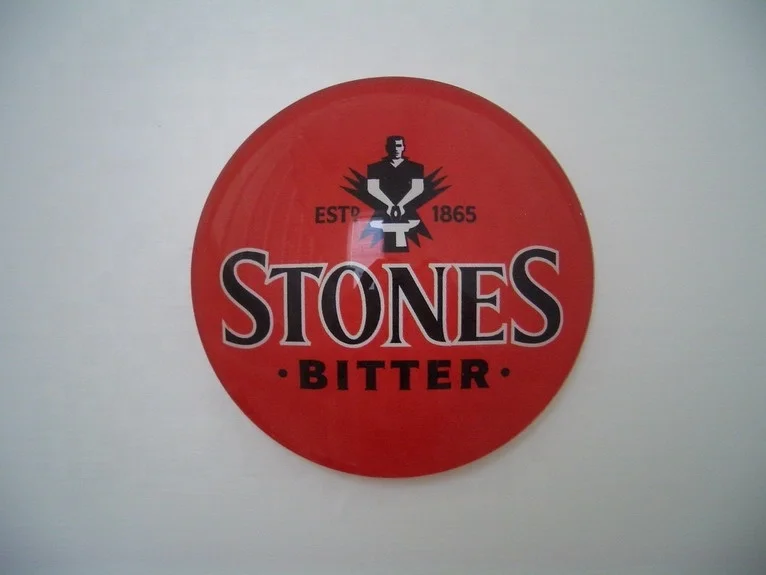 ESTD 1865
STONES
· BITTER ·